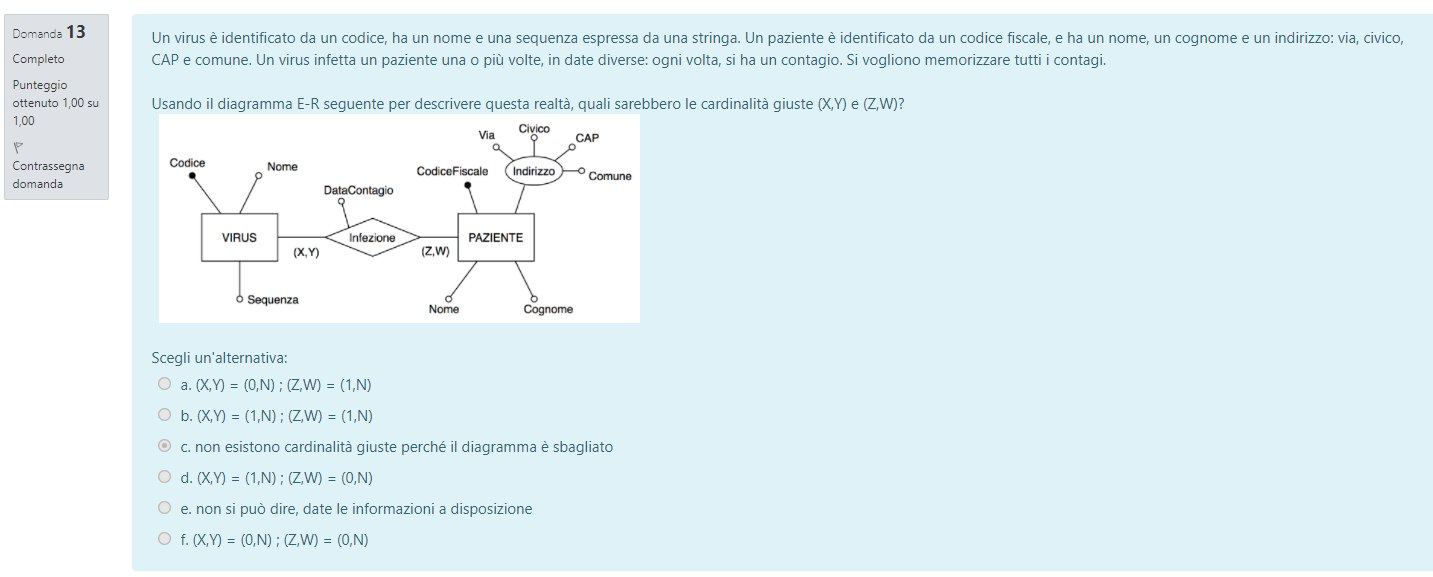 Domanda 13
Completo
Punteggio
ottenuto 1,00 su
1,00
Contrassegna
domanda
Un virus è identificato da un codice, ha un nome e una sequenza espressa da una stringa. Un paziente è identificato da un codice fiscale, e ha un nome, un cognome e un indirizzo: via, civico,
CAP e comune. Un virus infetta un paziente una o più volte, in date diverse: ogni volta, si ha un contagio. Si vogliono memorizzare tutti i contagi.
Usando il diagramma E-R seguente per descrivere questa realtà, quali sarebbero le cardinalità giuste (X,Y) e (Z,W)?
Via
Civico
CAP
Codice
Nome
CodiceFiscale
Indirizzo
Comune
DataContagio
VIRUS
Infezione
PAZIENTE
(X,Y)
(Z,W)
Sequenza
Nome
Cognome
Scegli un'alternativa:
a. (X,Y) = (0,N) ; (Z,W) = (1,N)
b. (X,Y) = (1,N) ; (Z,W) = (1,N)
c. non esistono cardinalità giuste perché il diagramma è sbagliato
d. (X,Y) = (1,N) ; (Z,W) = (0,N)
e. non si può dire, date le informazioni a disposizione
f. (X,Y) = (0,N) ; (Z,W) = (0,N)